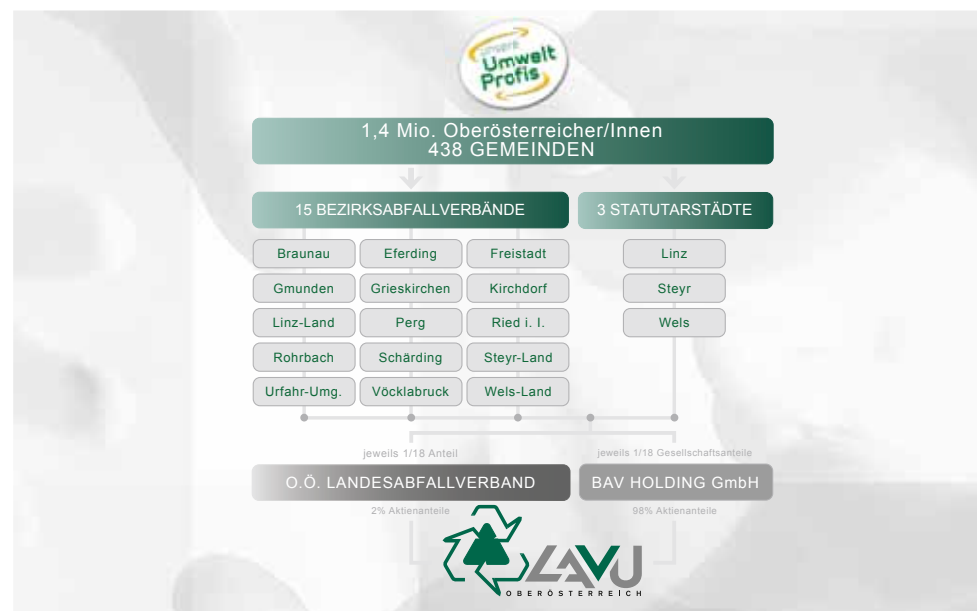 unsere
Umwelt
Profis
1,4 Mio. Oberösterreicher/Innen
438 GEMEINDEN
15 BEZIRKSABFALLVERBÄNDE
3 STATUTARSTÄDTE
Braunau
Eferding
Freistadt
Linz
Gmunden
Grieskirchen
Kirchdorf
Steyr
Linz-Land
Perg
Ried i. I.
Wels
Rohrbach
Schärding
Steyr-Land
Urfahr-Umg.
Vöcklabruck
Wels-Land
jeweils 1/18 Anteil
jeweils 1/18 Gesellschaftsanteile
O.Ö. LANDESABFALLVERBAND
BAV HOLDING GmbH
2% Aktienanteile
98% Aktienanteile
LAVU
OBERÖSTERREICH